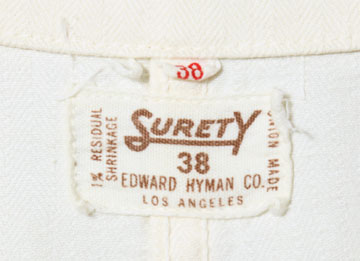 38
SURETY
38
EDWARD HYMAN CO.
LOS ANGELES
1% RESIDUAL
SHRINKAGE
UNION MADE